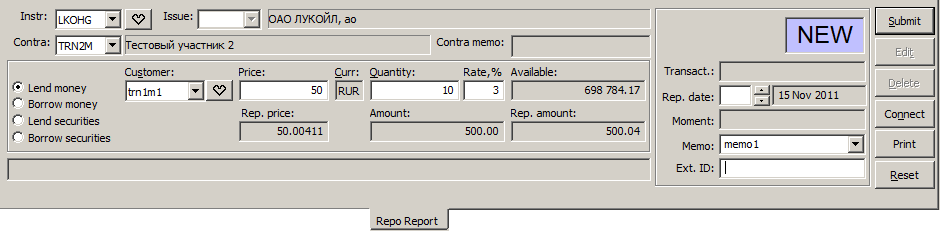 Instr: LKOHG Issue: ОАО ЛУКОЙЛ, ао
Contra: TRN2M Тестовый участник 2 Contra memo:
Lend money
Borrow money
Lend securities
Borrow securities
Customer: Price: Curr: Quantity: Rate,% Available:
trn1m1 50 RUR 10 3 698 784.17
Rep. price: Amount: Rep. amount:
50.00411 500.00 500.04
NEW
Transact.:
Rep. date: 15 Nov 2011
Moment:
Memo: memo1
Ext. ID:
Submit
Edit
Delete
Connect
Print
Reset
Repo Report